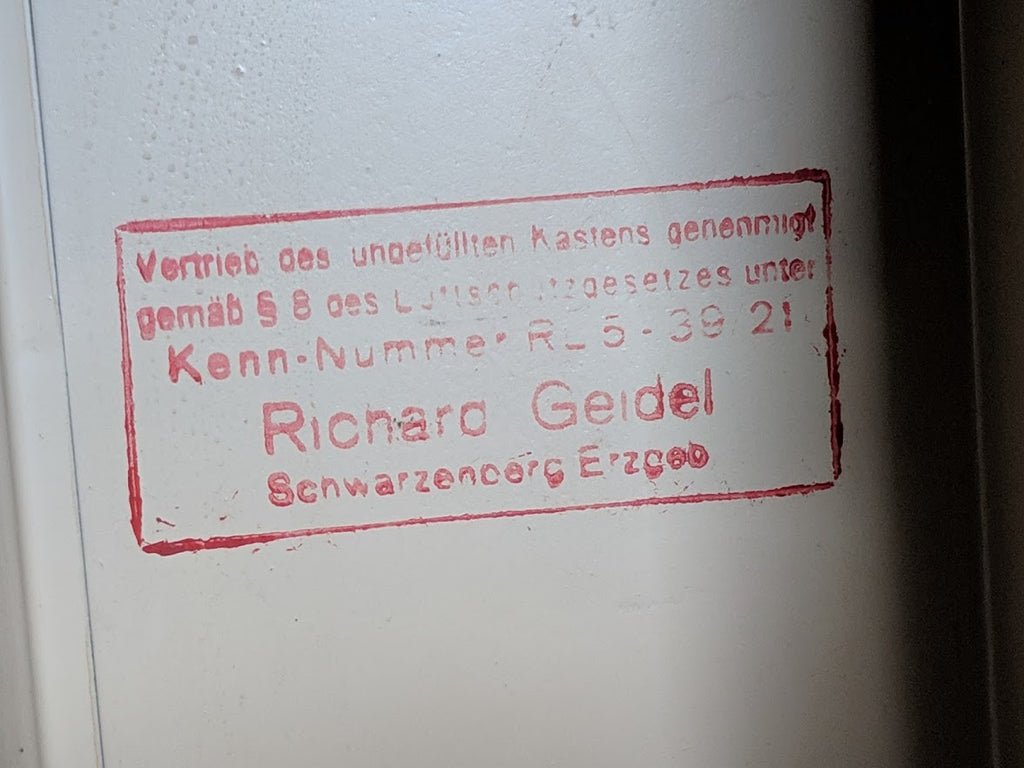 Vertrieb des ungefüllten Kastens genehmigt
gemäß § 8 des Luftschutzgesetzes unter
Kenn-Nummer RL 5 - 39/21
Richard Geidel
Schwarzenberg Erzgeb